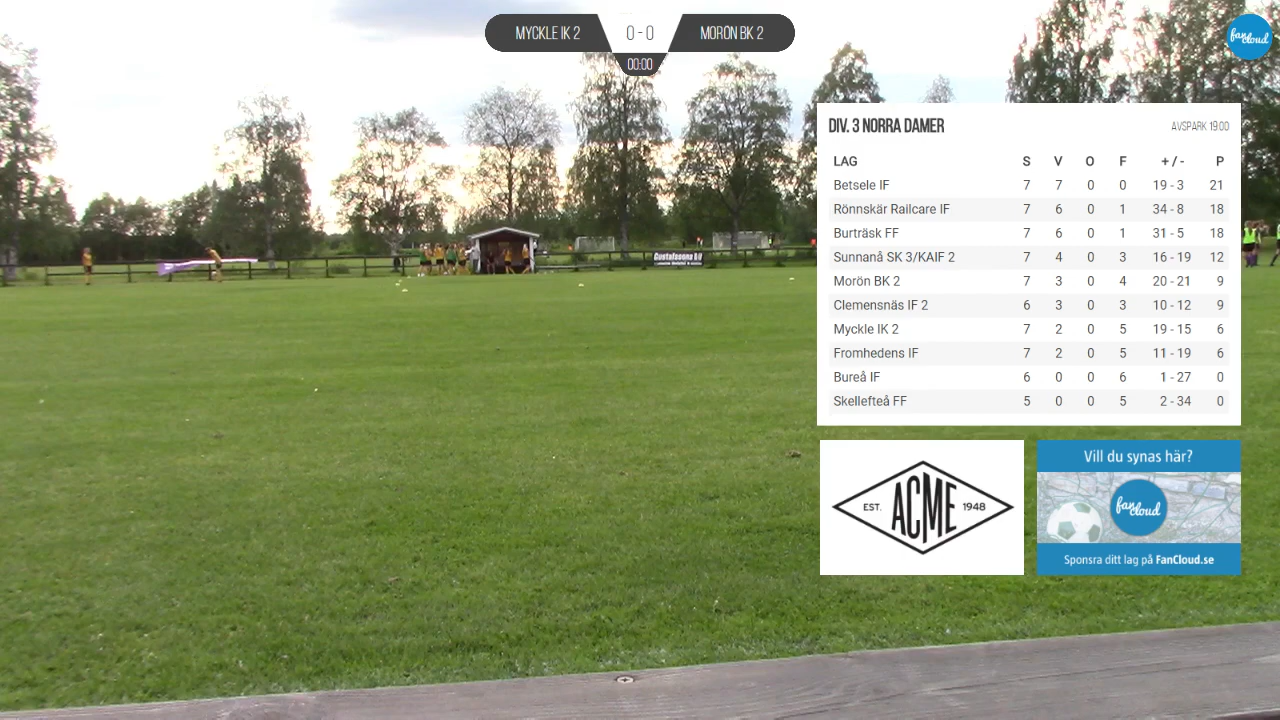 MYCKLE IK 2 0 - 0 MORÖN BK 2
00:00
fan cloud
DIV. 3 NORRA DAMER AVSPARK 19.00
LAG S V O F + / - P
Betsele IF 7 7 0 0 19 - 3 21
Rönnskär Railcare IF 7 6 0 1 34 - 8 18
Burträsk FF 7 6 0 1 31 - 5 18
Sunnanå SK 3/KAIF 2 7 4 0 3 16 - 19 12
Morön BK 2 7 3 0 4 20 - 21 9
Clemensnäs IF 2 6 3 0 3 10 - 12 9
Myckle IK 2 7 2 0 5 19 - 15 6
Fromhedens IF 7 2 0 5 11 - 19 6
Bureå IF 6 0 0 6 1 - 27 0
Skellefteå FF 5 0 0 5 2 - 34 0
Gustafssons
EST. ACME 1948
Vill du synas här?
fan cloud
Sponsra ditt lag på FanCloud.se